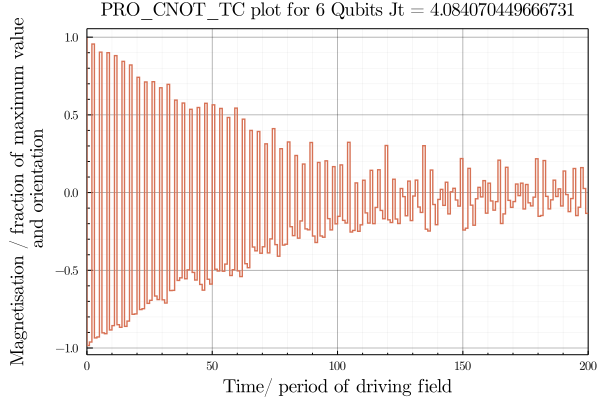 PRO_CNOT_TC plot for 6 Qubits Jt = 4.084070449666731
Magnetisation / fraction of maximum value
and orientation
1.0
0.5
0.0
−0.5
−1.0
0 50 100 150 200
Time/ period of driving field